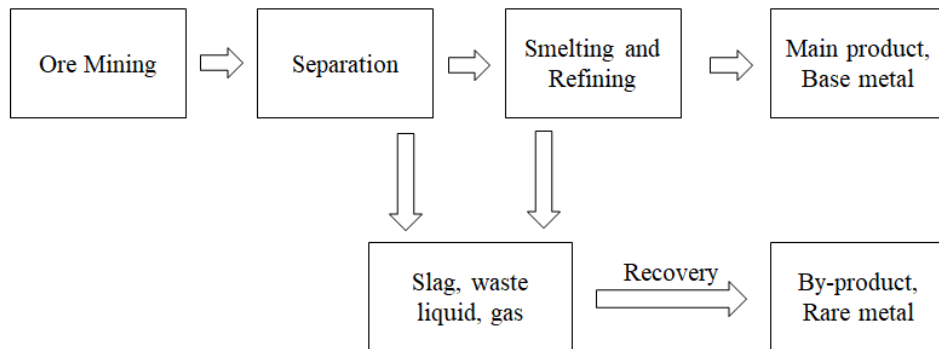 Ore Mining
Separation
Smelting and
Refining
Main product,
Base metal
Slag, waste
liquid, gas
Recovery
By-product,
Rare metal